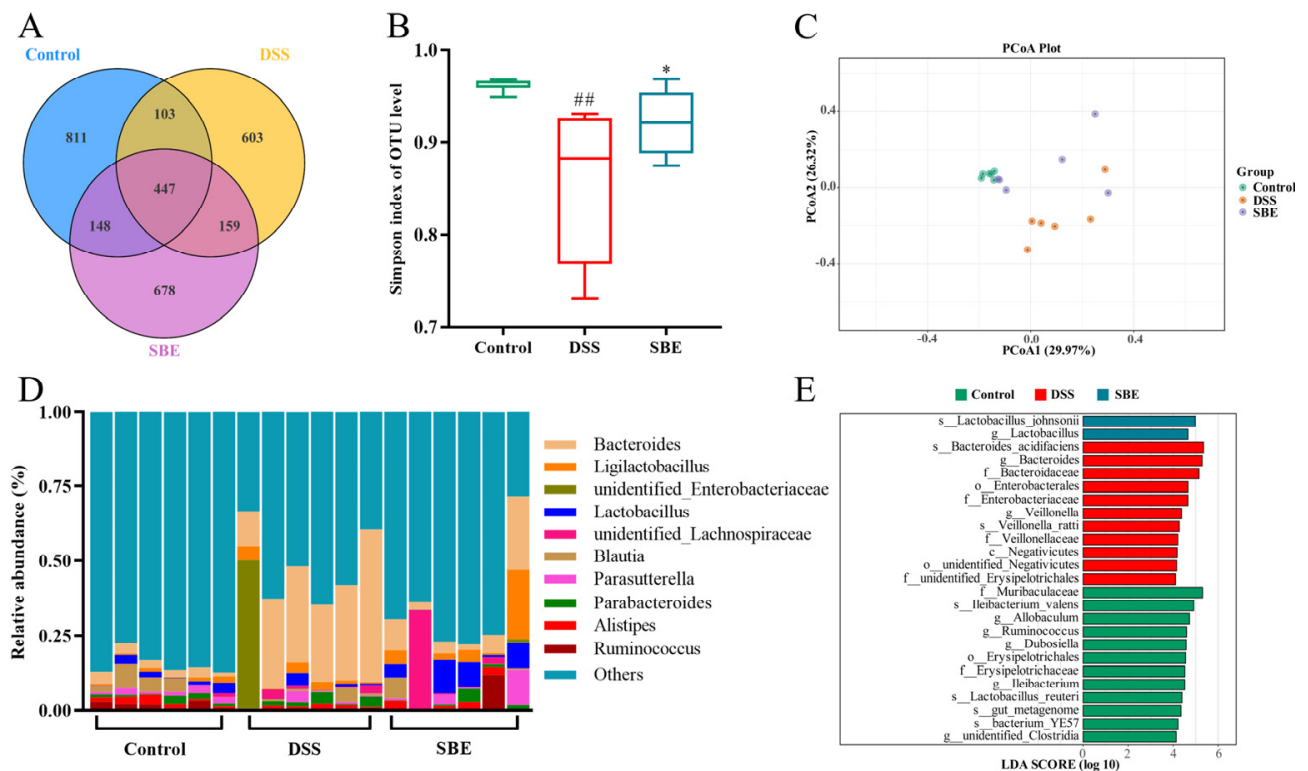 A
Control
DSS
103
811
603
447
148
159
678
SBE
B
Simpson index of OTU level
1.0
0.9
0.8
0.7
##
*
Control
DSS
SBE
C
PCoA Plot
PCoA2 (26.32%)
0.4
0.0
-0.4
-0.4
0.0
0.4
PCoA1 (29.97%)
Group
Control
DSS
SBE
D
Relative abundance (%)
1.00
0.75
0.50
0.25
0.00
Control
DSS
SBE
Bacteroides
Ligilactobacillus
unidentified_Enterobacteriaceae
Lactobacillus
unidentified_Lachnospiraceae
Blautia
Parasutterella
Parabacteroides
Alistipes
Ruminococcus
Others
E
Control
DSS
SBE
s__Lactobacillus_johnsonii
g__Lactobacillus
s__Bacteroides_acidifaciens
g__Bacteroides
f__Bacteroidaceae
o__Enterobacterales
f__Enterobacteriaceae
g__Veillonella
s__Veillonella_ratti
f__Veillonellaceae
c__Negativicutes
o__unidentified_Negativicutes
f__unidentified_Erysipelotrichales
f__Muribaculaceae
s__Ileibacterium_valens
g__Allobaculum
g__Ruminococcus
g__Dubosiella
o__Erysipelotrichales
f__Erysipelotrichaceae
g__Ileibacterium
s__Lactobacillus_reuteri
s__gut_metagenome
s__bacterium_YE57
g__unidentified_Clostridia
0
2
4
6
LDA SCORE (log 10)